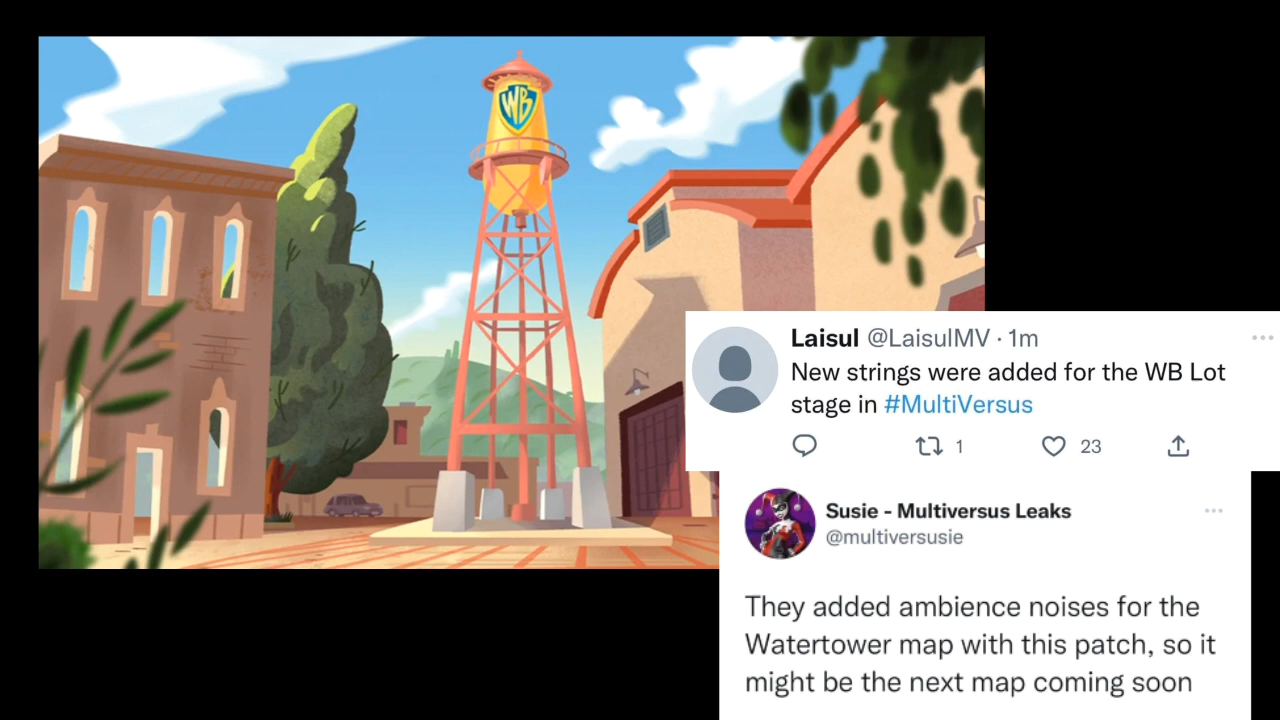 WB
Laisul @LaisulMV · 1m
New strings were added for the WB Lot
stage in #MultiVersus
1 23
Susie - Multiversus Leaks
@multiversusie
They added ambience noises for the
Watertower map with this patch, so it
might be the next map coming soon